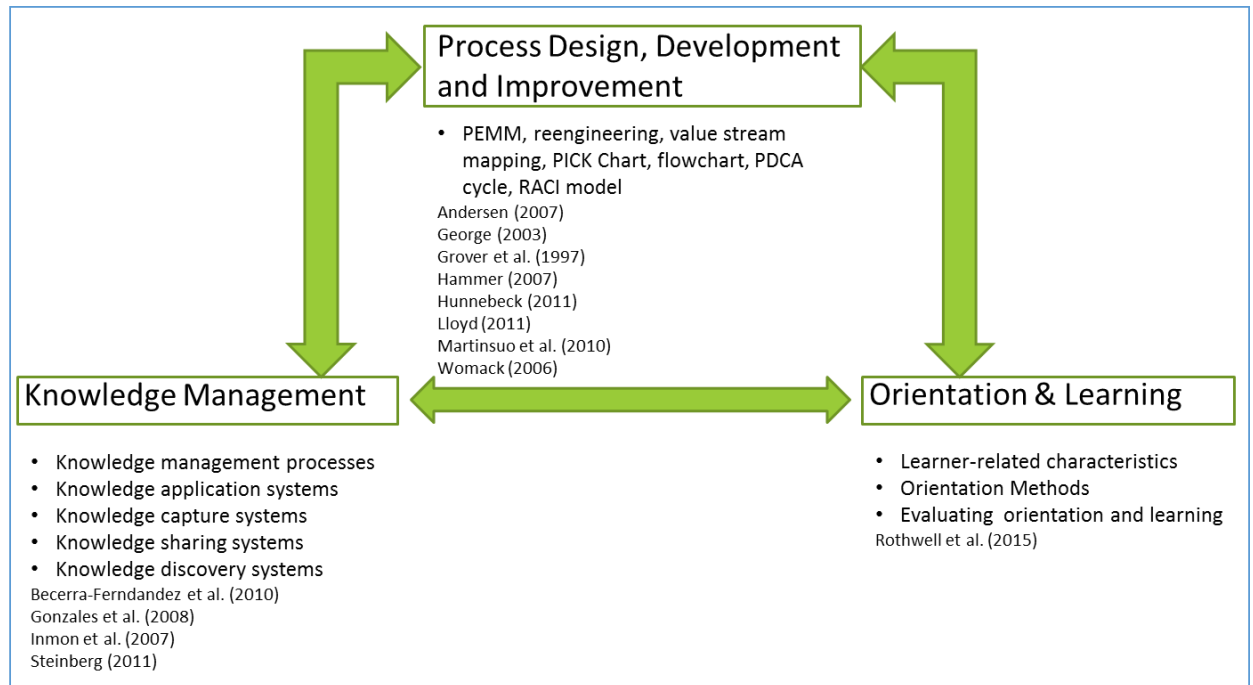 Process Design, Development
and Improvement
• PEMM, reengineering, value stream
mapping, PICK Chart, flowchart, PDCA
cycle, RACI model
Andersen (2007)
George (2003)
Grover et al. (1997)
Hammer (2007)
Hunnebeck (2011)
Lloyd (2011)
Martinsuo et al. (2010)
Womack (2006)
Knowledge Management
• Knowledge management processes
• Knowledge application systems
• Knowledge capture systems
• Knowledge sharing systems
• Knowledge discovery systems
Becerra-Ferndandez et al. (2010)
Gonzales et al. (2008)
Inmon et al. (2007)
Steinberg (2011)
Orientation & Learning
• Learner-related characteristics
• Orientation Methods
• Evaluating orientation and learning
Rothwell et al. (2015)